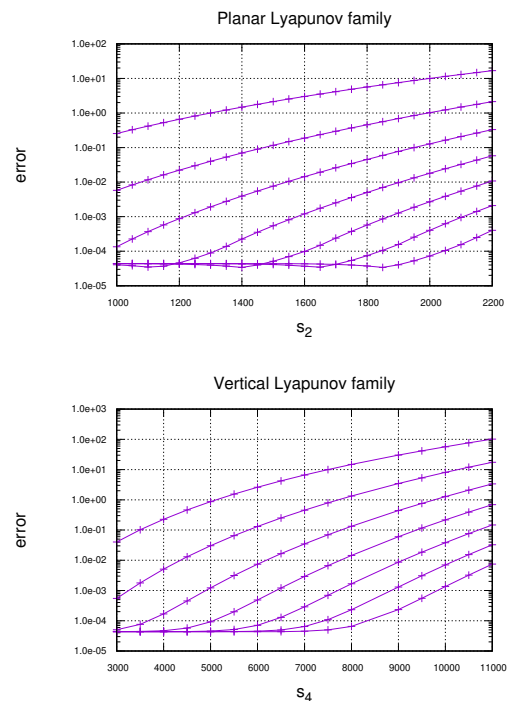 Planar Lyapunov family
1.0e+02
1.0e+01
1.0e+00
1.0e-01
1.0e-02
1.0e-03
1.0e-04
1.0e-05
error
1000 1200 1400 1600 1800 2000 2200
s2
Vertical Lyapunov family
1.0e+03
1.0e+02
1.0e+01
1.0e+00
1.0e-01
1.0e-02
1.0e-03
1.0e-04
1.0e-05
error
3000 4000 5000 6000 7000 8000 9000 10000 11000
s4